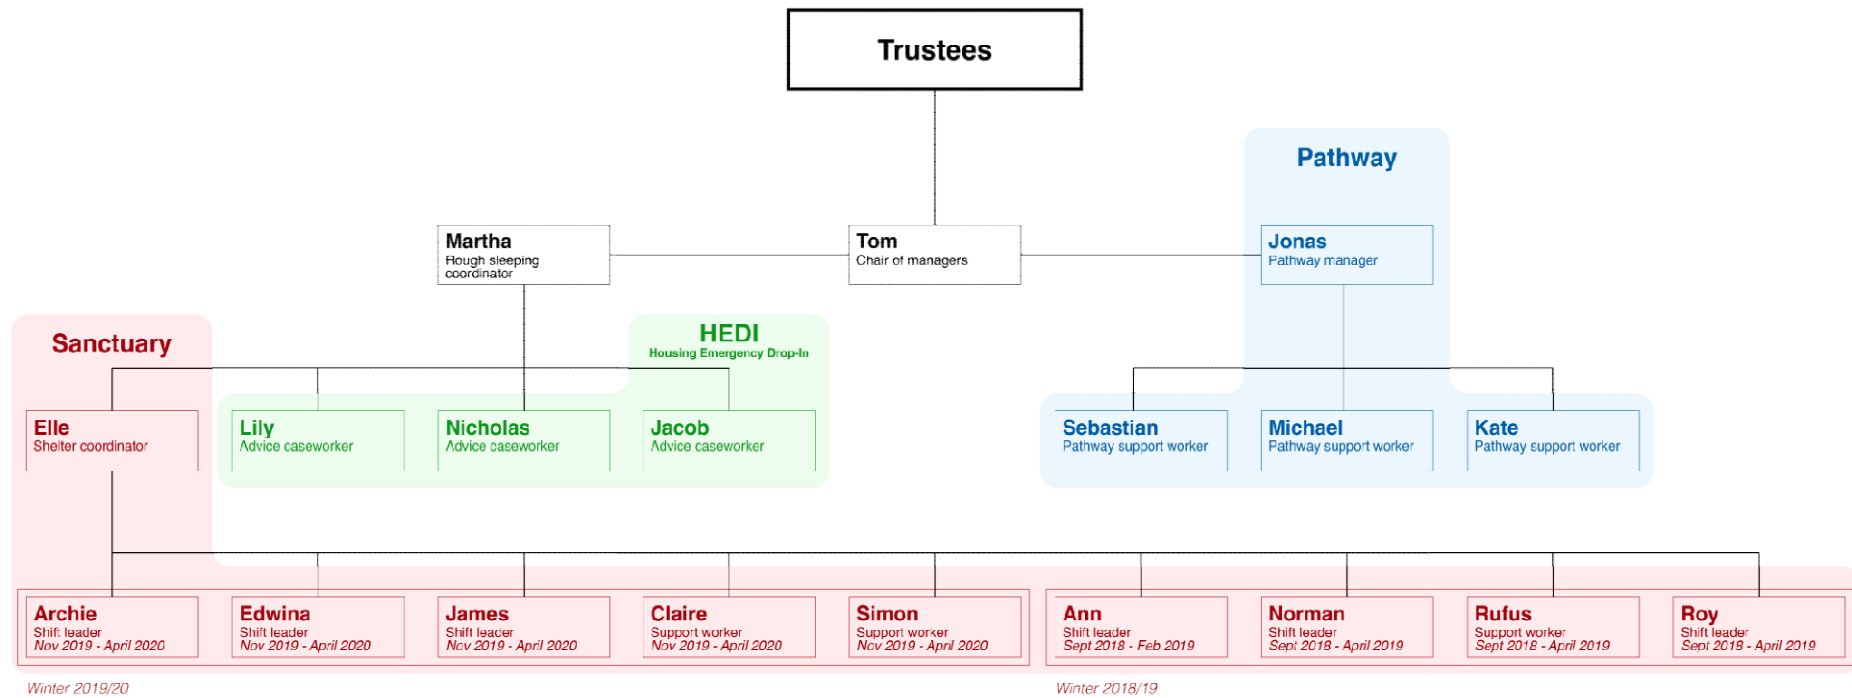 Trustees
Pathway
Martha
Rough sleeping
coordinator
Tom
Chair of managers
Jonas
Pathway manager
Sanctuary
HEDI
Housing Emergency Drop-In
Elle
Shelter coordinator
Lily
Advice caseworker
Nicholas
Advice caseworker
Jacob
Advice caseworker
Sebastian
Pathway support worker
Michael
Pathway support worker
Kate
Pathway support worker
Archie
Shift leader
Nov 2019 - April 2020
Edwina
Shift leader
Nov 2019 - April 2020
James
Shift leader
Nov 2019 - April 2020
Claire
Support worker
Nov 2019 - April 2020
Simon
Support worker
Nov 2019 - April 2020
Ann
Shift leader
Sept 2018 - Feb 2019
Norman
Shift leader
Sept 2018 - April 2019
Rufus
Support worker
Sept 2018 - April 2019
Roy
Shift leader
Sept 2018 - April 2019
Winter 2019/20
Winter 2018/19